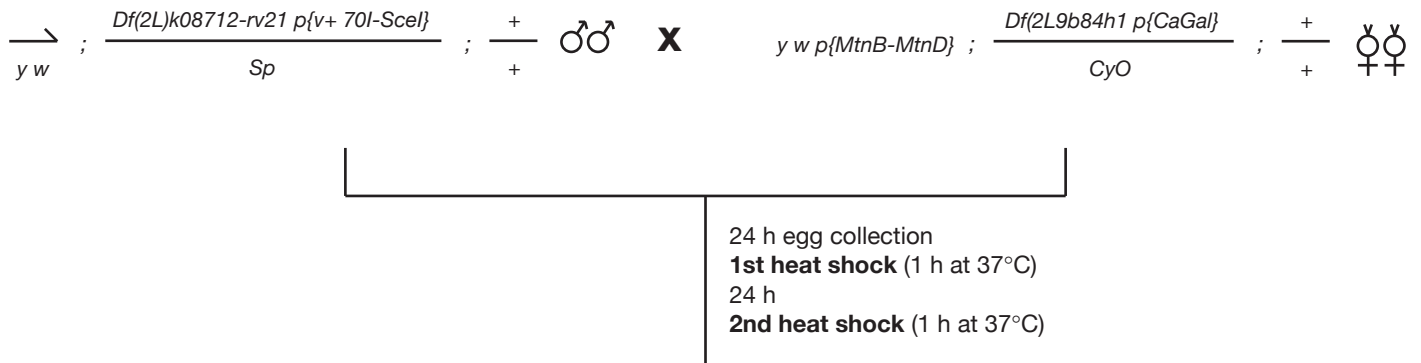 Df(2L)k08712-rv21 p{v+ 70I-SceI}
+
X
Df(2L9b84h1 p{CaGal}
+
;
;
y w p{MtnB-MtnD} ;
;
y w
Sp
+
CyO
+
24 h egg collection
1st heat shock (1 h at 37°C)
24 h
2nd heat shock (1 h at 37°C)